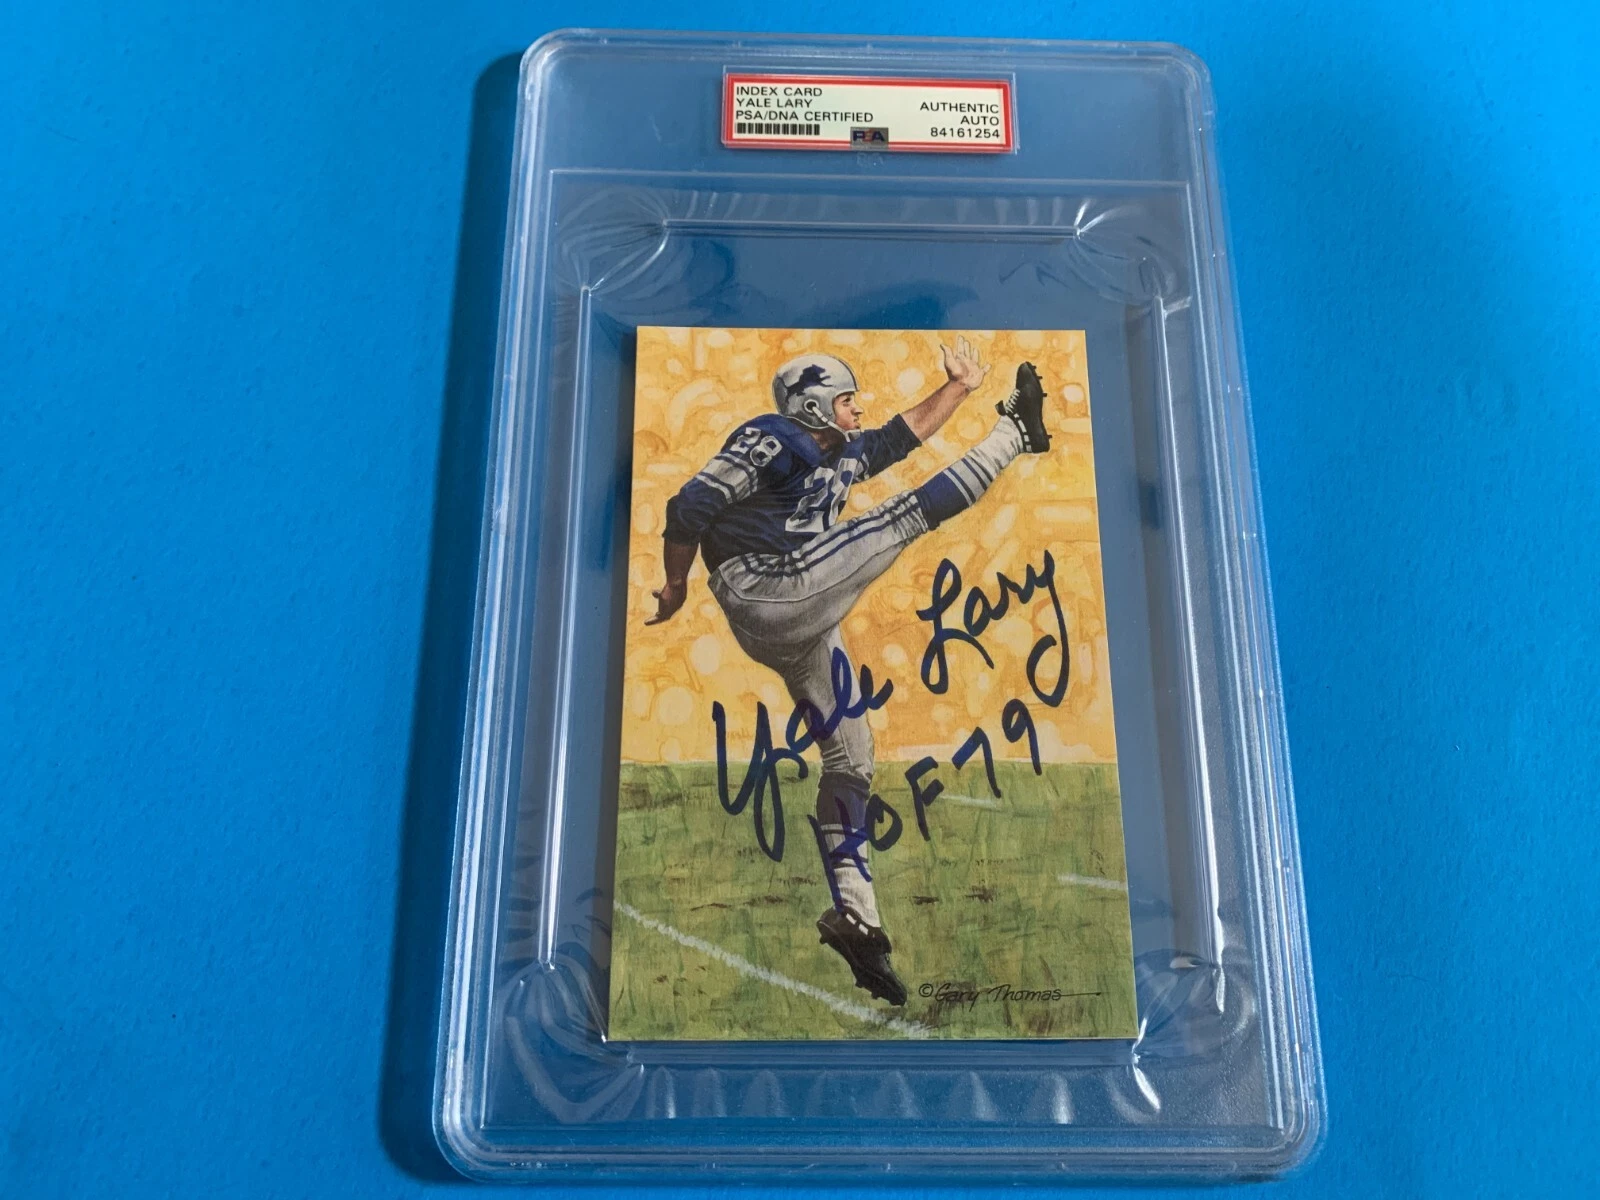 INDEX CARD
YALE LARY
PSA/DNA CERTIFIED
AUTHENTIC
AUTO
84161254
PSA
28
28
Yale Lary
HOF 79
© Gary Thomas